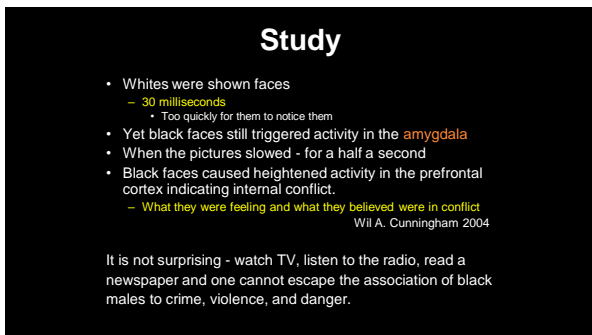 Study
• Whites were shown faces
– 30 milliseconds
• Too quickly for them to notice them
• Yet black faces still triggered activity in the amygdala
• When the pictures slowed - for a half a second
• Black faces caused heightened activity in the prefrontal
cortex indicating internal conflict.
– What they were feeling and what they believed were in conflict
Wil A. Cunningham 2004
It is not surprising - watch TV, listen to the radio, read a
newspaper and one cannot escape the association of black
males to crime, violence, and danger.